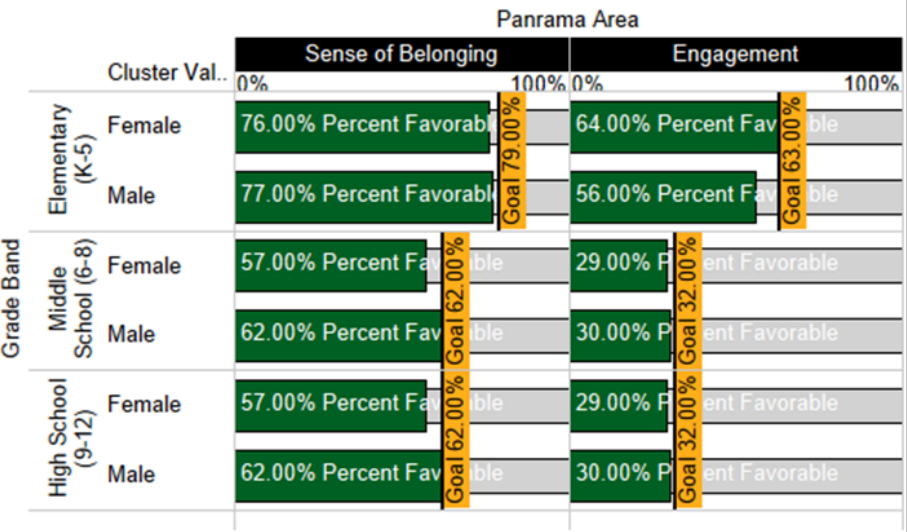 Panrama Area
Sense of Belonging Engagement
Cluster Val..
0% 100% 0% 100%
Grade Band
Elementary (K-5)
Female 76.00% Percent Favorabl Goal 79.00% 64.00% Percent Fav ble Goal 63.00%
Male 77.00% Percent Favorabl 56.00% Percent Fav
Middle School (6-8)
Female 57.00% Percent Fav ble Goal 62.00% 29.00% P ent Favorable Goal 32.00%
Male 62.00% Percent Fav ble 30.00% P ent Favorable
High School (9-12)
Female 57.00% Percent Fav ble Goal 62.00% 29.00% P ent Favorable Goal 32.00%
Male 62.00% Percent Fav ble 30.00% P ent Favorable